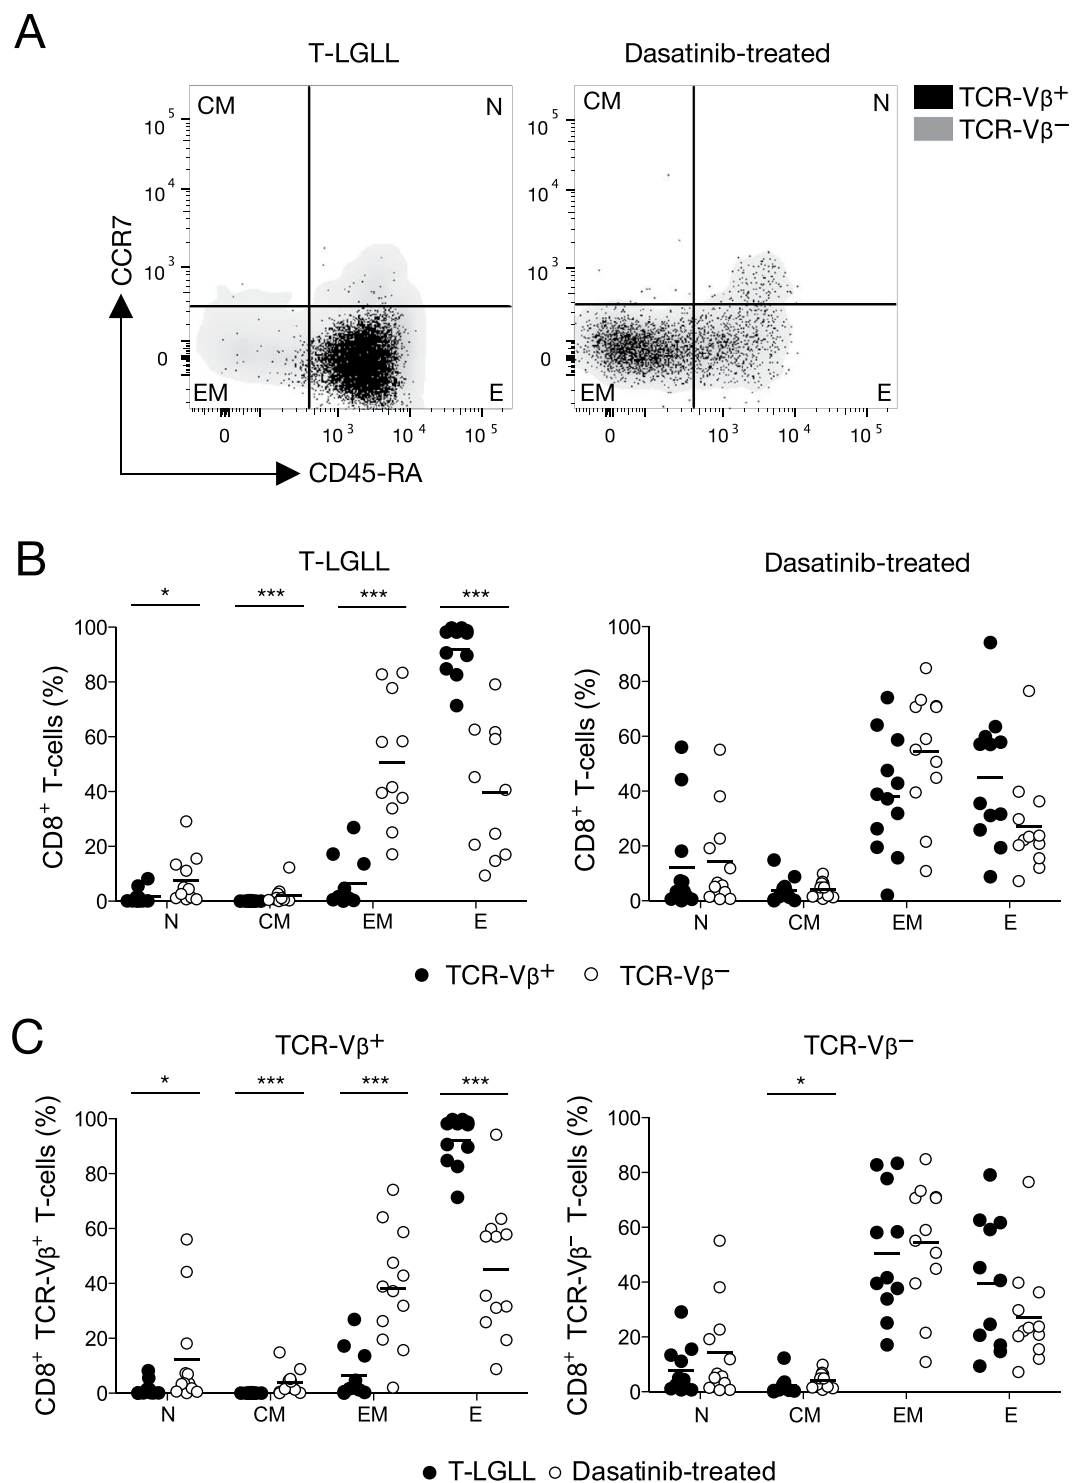 A
T-LGLL
Dasatinib-treated
CM
N
CM
N
TCR-Vβ+
TCR-Vβ−
10 5
10 4
10 3
0
10 5
10 4
10 3
0
CCR7
EM
E
EM
E
0
10 3
10 4
10 5
0
10 3
10 4
10 5
CD45-RA
B
T-LGLL
Dasatinib-treated
*
***
***
***
CD8+ T-cells (%)
100
80
60
40
20
0
N
CM
EM
E
CD8+ T-cells (%)
100
80
60
40
20
0
N
CM
EM
E
TCR-Vβ+
TCR-Vβ−
C
TCR-Vβ+
TCR-Vβ−
*
***
***
***
*
CD8+ TCR-Vβ+ T-cells (%)
100
80
60
40
20
0
N
CM
EM
E
CD8+ TCR-Vβ− T-cells (%)
100
80
60
40
20
0
N
CM
EM
E
T-LGLL
Dasatinib-treated